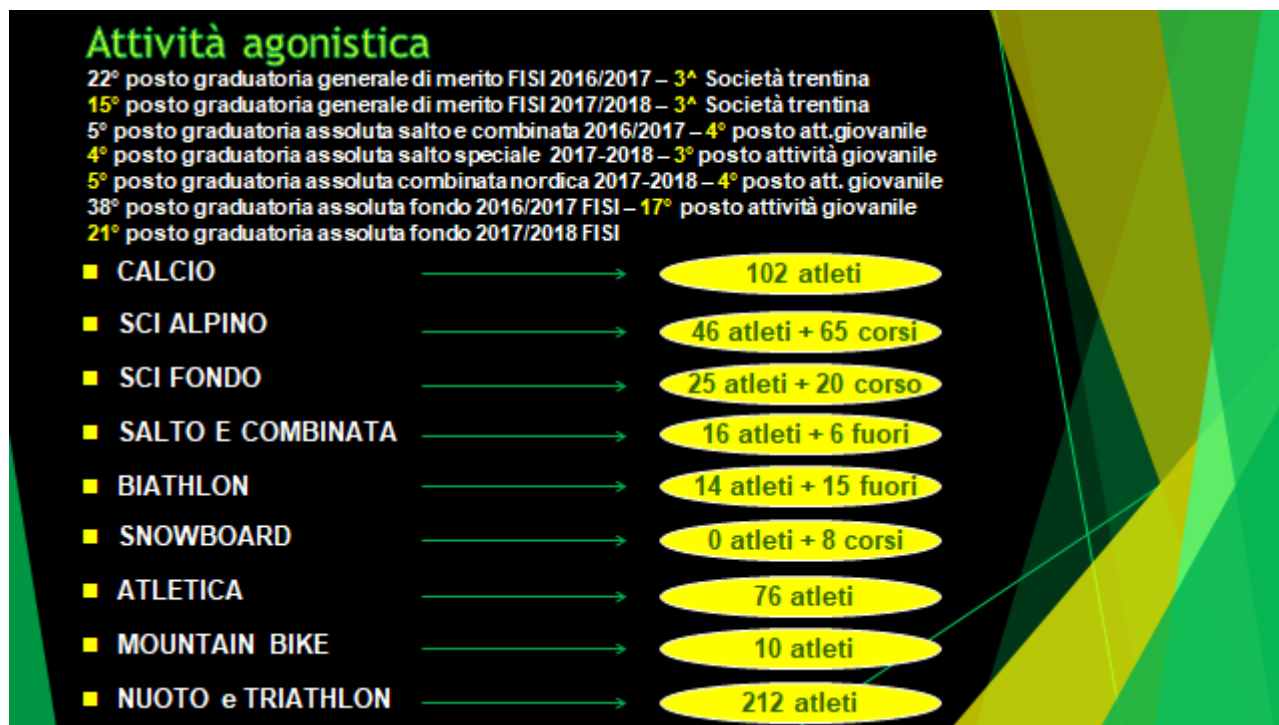 Attività agonistica
22° posto graduatoria generale di merito FISI 2016/2017 – 3^ Società trentina
15° posto graduatoria generale di merito FISI 2017/2018 – 3^ Società trentina
5° posto graduatoria assoluta salto e combinata 2016/2017 – 4° posto att.giovanile
4° posto graduatoria assoluta salto speciale 2017-2018 – 3° posto attività giovanile
5° posto graduatoria assoluta combinata nordica 2017-2018 – 4° posto att. giovanile
38° posto graduatoria assoluta fondo 2016/2017 FISI – 17° posto attività giovanile
21° posto graduatoria assoluta fondo 2017/2018 FISI
CALCIO 102 atleti
SCI ALPINO 46 atleti + 65 corsi
SCI FONDO 25 atleti + 20 corso
SALTO E COMBINATA 16 atleti + 6 fuori
BIATHLON 14 atleti + 15 fuori
SNOWBOARD 0 atleti + 8 corsi
ATLETICA 76 atleti
MOUNTAIN BIKE 10 atleti
NUOTO e TRIATHLON 212 atleti